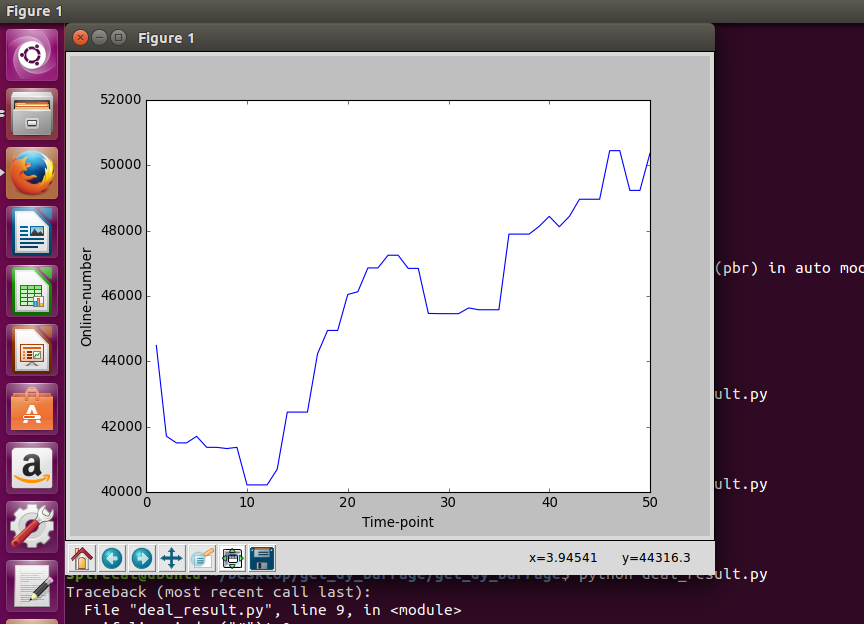 Figure 1
Figure 1
52000
50000
48000
46000
44000
42000
40000
Online-number
0 10 20 30 40 50
Time-point
x=3.94541 y=44316.3
(pbr) in auto mod
ult.py
ult.py
$ python deal_result.py
Traceback (most recent call last):
File "deal_result.py", line 9, in <module>